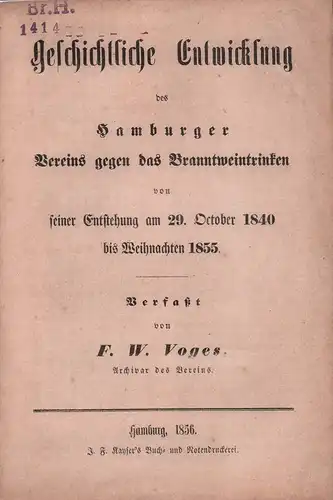 Br.H.
1414
Geschichtliche Entwicklung
des
Hamburger
Vereins gegen das Branntweintrinken
von
seiner Entstehung am 29. October 1840
bis Weihnachten 1855.
Verfaßt
von
F. W. Voges,
Archivar des Vereins.
Hamburg, 1856.
J. F. Kayser's Buch- und Notendruckerei.